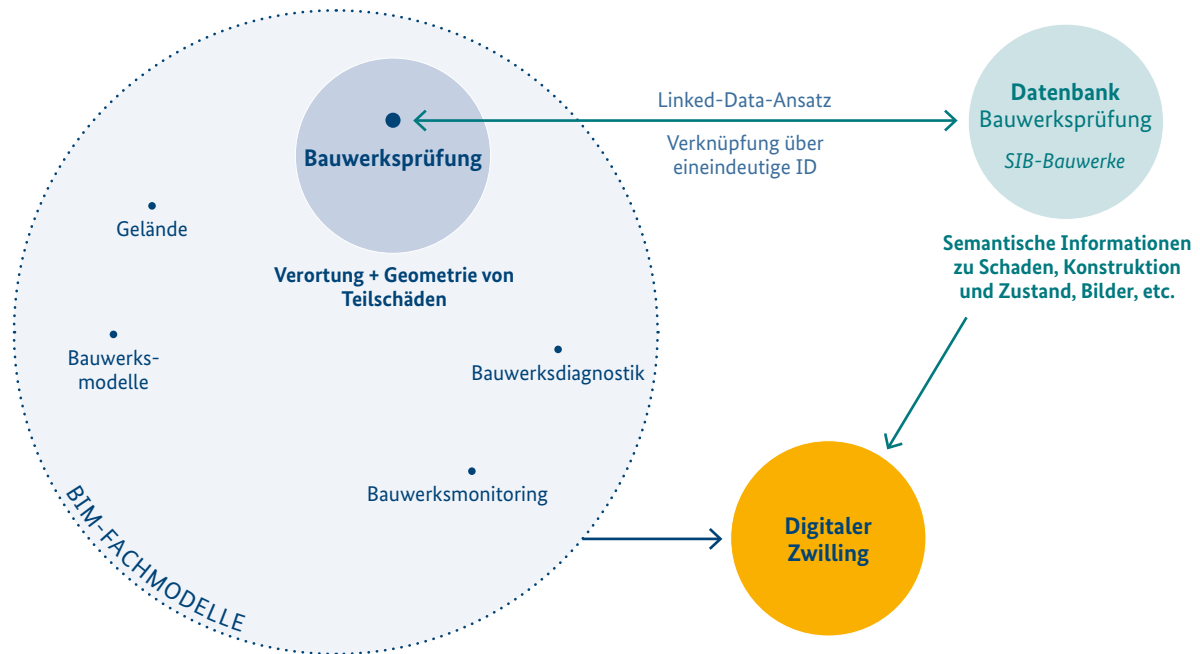 Linked-Data-Ansatz
Verknüpfung über
eineindeutige ID
Datenbank
Bauwerksprüfung
SIB-Bauwerke
Semantische Informationen
zu Schaden, Konstruktion
und Zustand, Bilder, etc.
Bauwerksprüfung
Verortung + Geometrie von
Teilschäden
Gelände
Bauwerks-
modelle
Bauwerksdiagnostik
Bauwerksmonitoring
BIM-FACHMODELLE
Digitaler
Zwilling